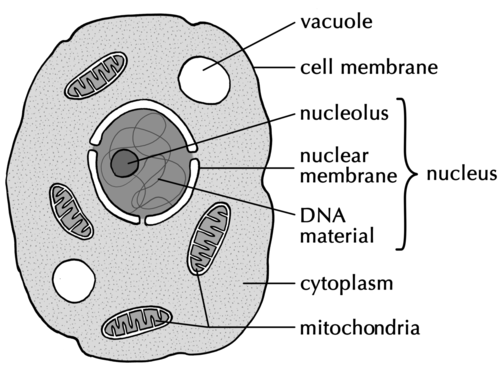 vacuole
cell membrane
nucleolus
nuclear
membrane
nucleus
DNA
material
cytoplasm
mitochondria